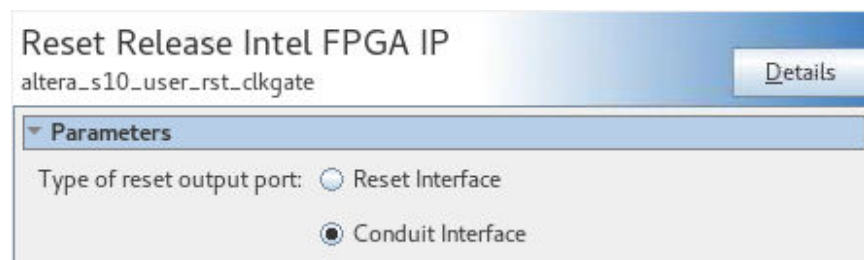 Reset Release Intel FPGA IP
altera_s10_user_rst_clkgate
Details
Parameters
Type of reset output port: Reset Interface
Conduit Interface